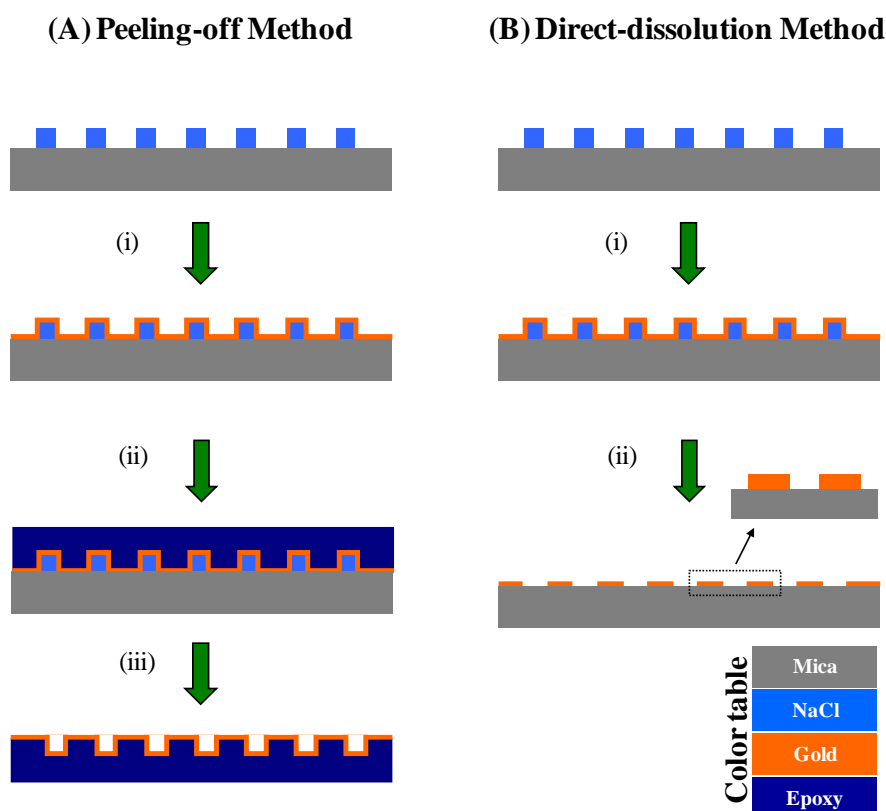 (A) Peeling-off Method
(B) Direct-dissolution Method
(i)
(i)
(ii)
(ii)
(iii)
Color table
Mica
NaCl
Gold
Epoxy